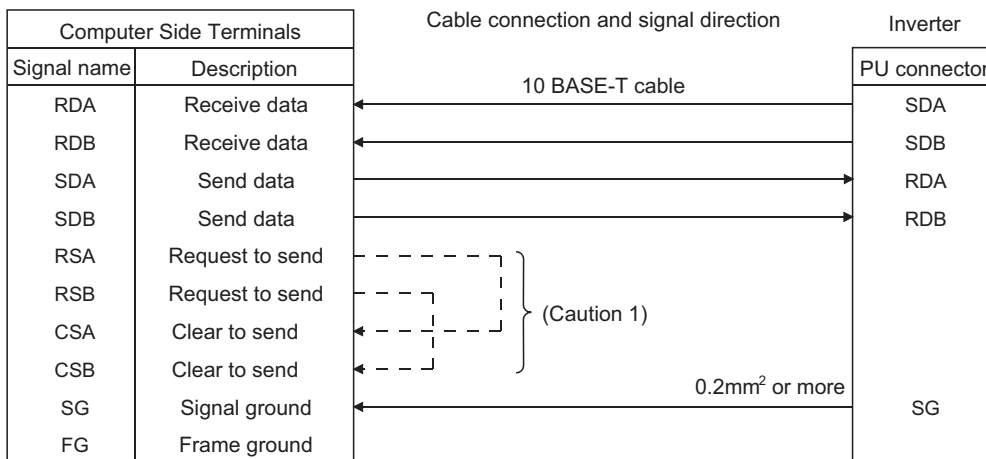 Cable connection and signal direction
Inverter
Computer Side Terminals
Signal name Description PU connector
10 BASE-T cable
RDA Receive data SDA
RDB Receive data SDB
SDA Send data RDA
SDB Send data RDB
RSA Request to send
RSB Request to send
(Caution 1)
CSA Clear to send
CSB Clear to send
0.2mm² or more
SG Signal ground SG
FG Frame ground